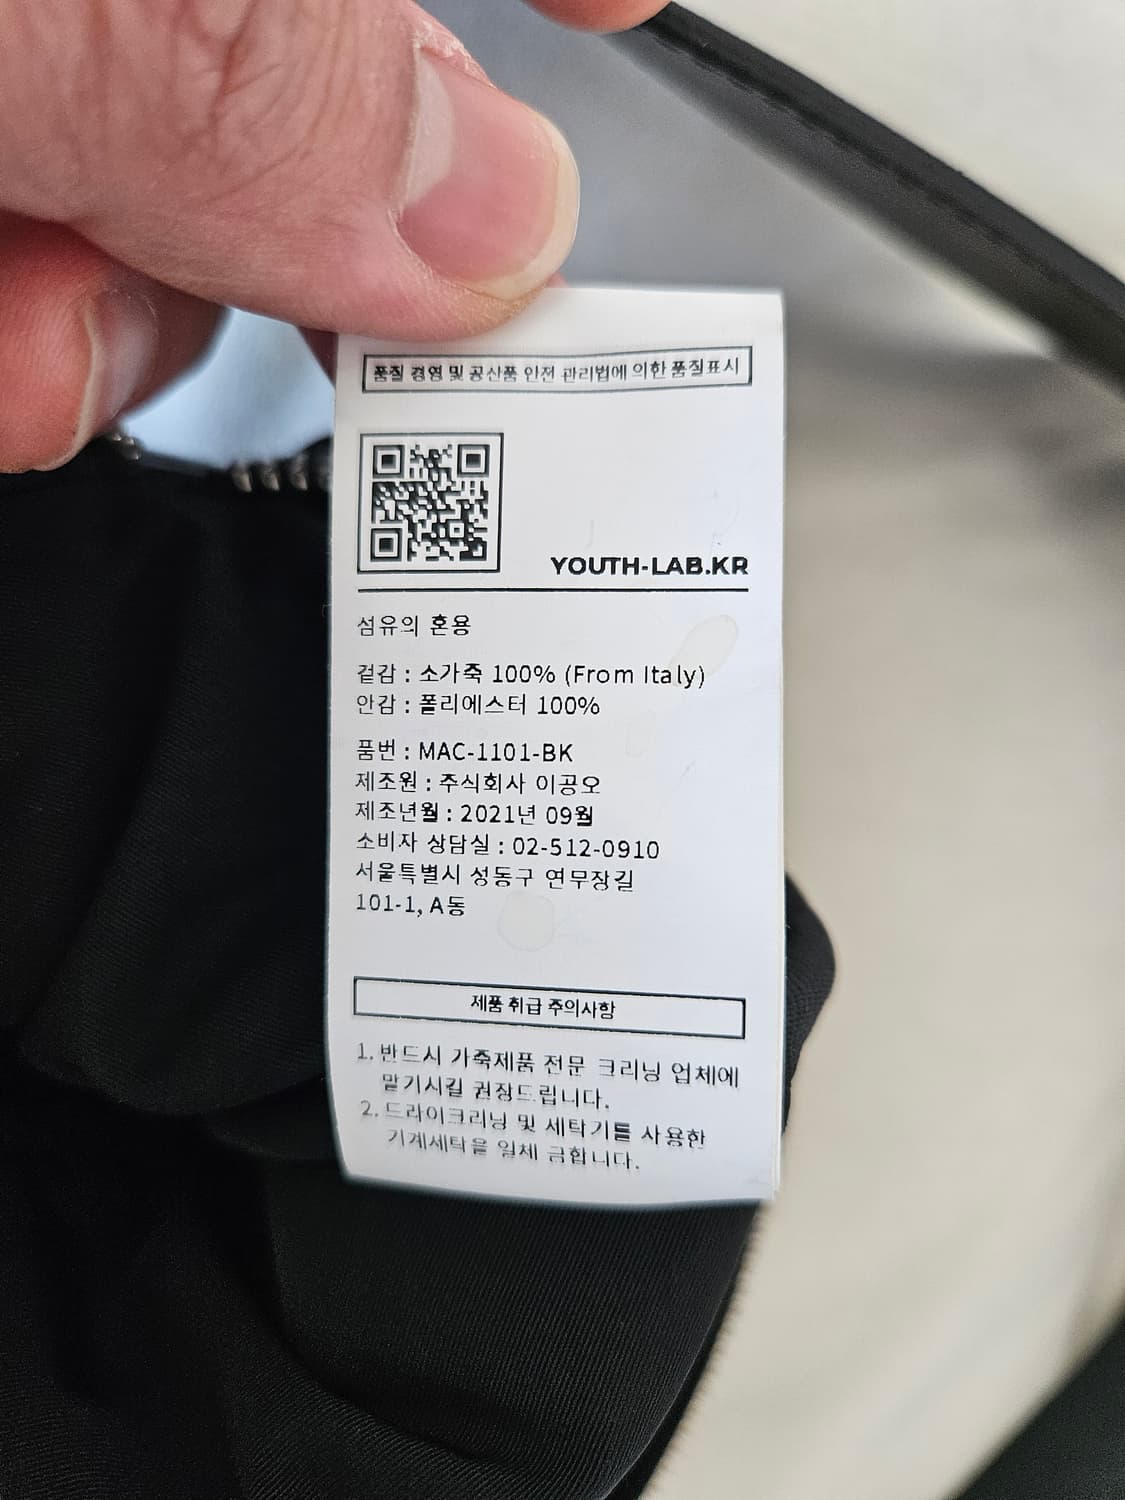 품질 경영 및 공산품 안전 관리법에 의한 품질표시
YOUTH-LAB.KR
섬유의 혼용
겉감 : 소가죽 100% (From Italy)
안감 : 폴리에스터 100%
품번 : MAC-1101-BK
제조원 : 주식회사 이공오
제조년월 : 2021년 09월
소비자 상담실 : 02-512-0910
서울특별시 성동구 연무장길
101-1, A동
제품 취급 주의사항
1. 반드시 가죽제품 전문 크리닝 업체에
맡기시길 권장드립니다.
2. 드라이크리닝 및 세탁기를 사용한
기계세탁을 일체 금합니다.